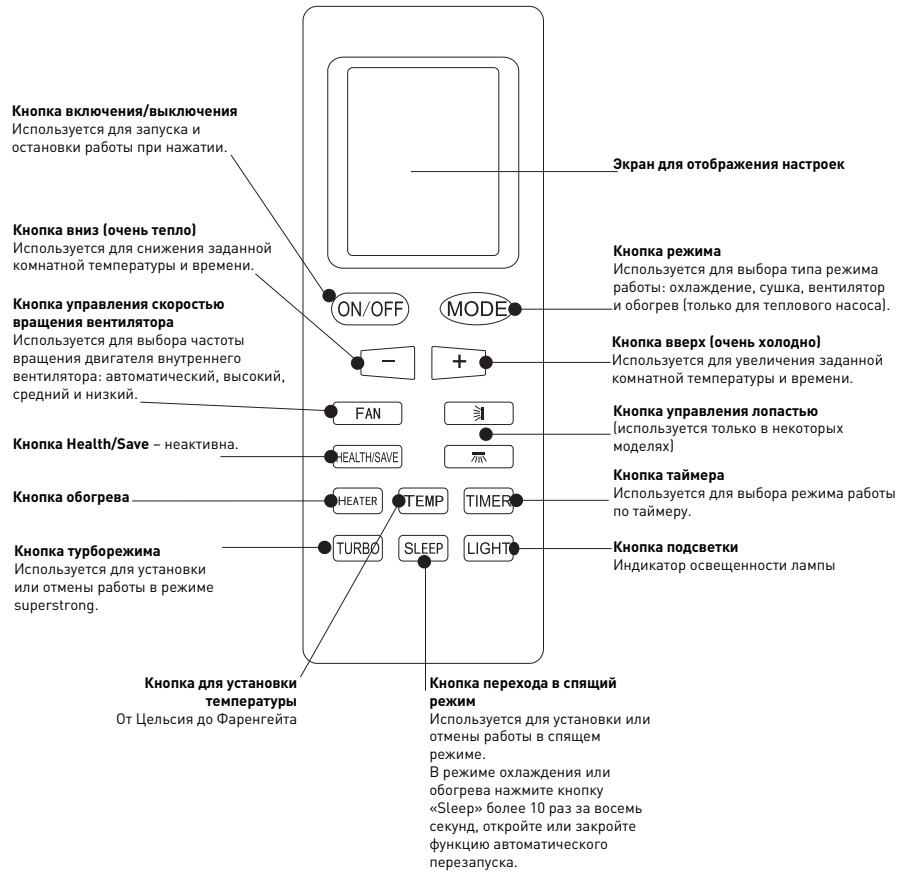 Кнопка включения/выключения
Используется для запуска и
остановки работы при нажатии.
Кнопка вниз (очень тепло)
Используется для снижения заданной
комнатной температуры и времени.
Кнопка управления скоростью
вращения вентилятора
Используется для выбора частоты
вращения двигателя внутреннего
вентилятора: автоматический, высокий,
средний и низкий.
Кнопка Health/Save – неактивна.
Кнопка обогрева
Кнопка турборежима
Используется для установки
или отмены работы в режиме
superstrong.
ON/OFF
MODE
–
+
FAN
HEALTH/SAVE
HEATER
TEMP
TIMER
TURBO
SLEEP
LIGHT
Экран для отображения настроек
Кнопка режима
Используется для выбора типа режима
работы: охлаждение, сушка, вентилятор
и обогрев (только для теплового насоса).
Кнопка вверх (очень холодно)
Используется для увеличения заданной
комнатной температуры и времени.
Кнопка управления лопастью
(используется только в некоторых
моделях)
Кнопка таймера
Используется для выбора режима работы
по таймеру.
Кнопка подсветки
Индикатор освещенности лампы
Кнопка для установки
температуры
От Цельсия до Фаренгейта
Кнопка перехода в спящий
режим
Используется для установки или
отмены работы в спящем
режиме.
В режиме охлаждения или
обогрева нажмите кнопку
«Sleep» более 10 раз за восемь
секунд, откройте или закройте
функцию автоматического
перезапуска.